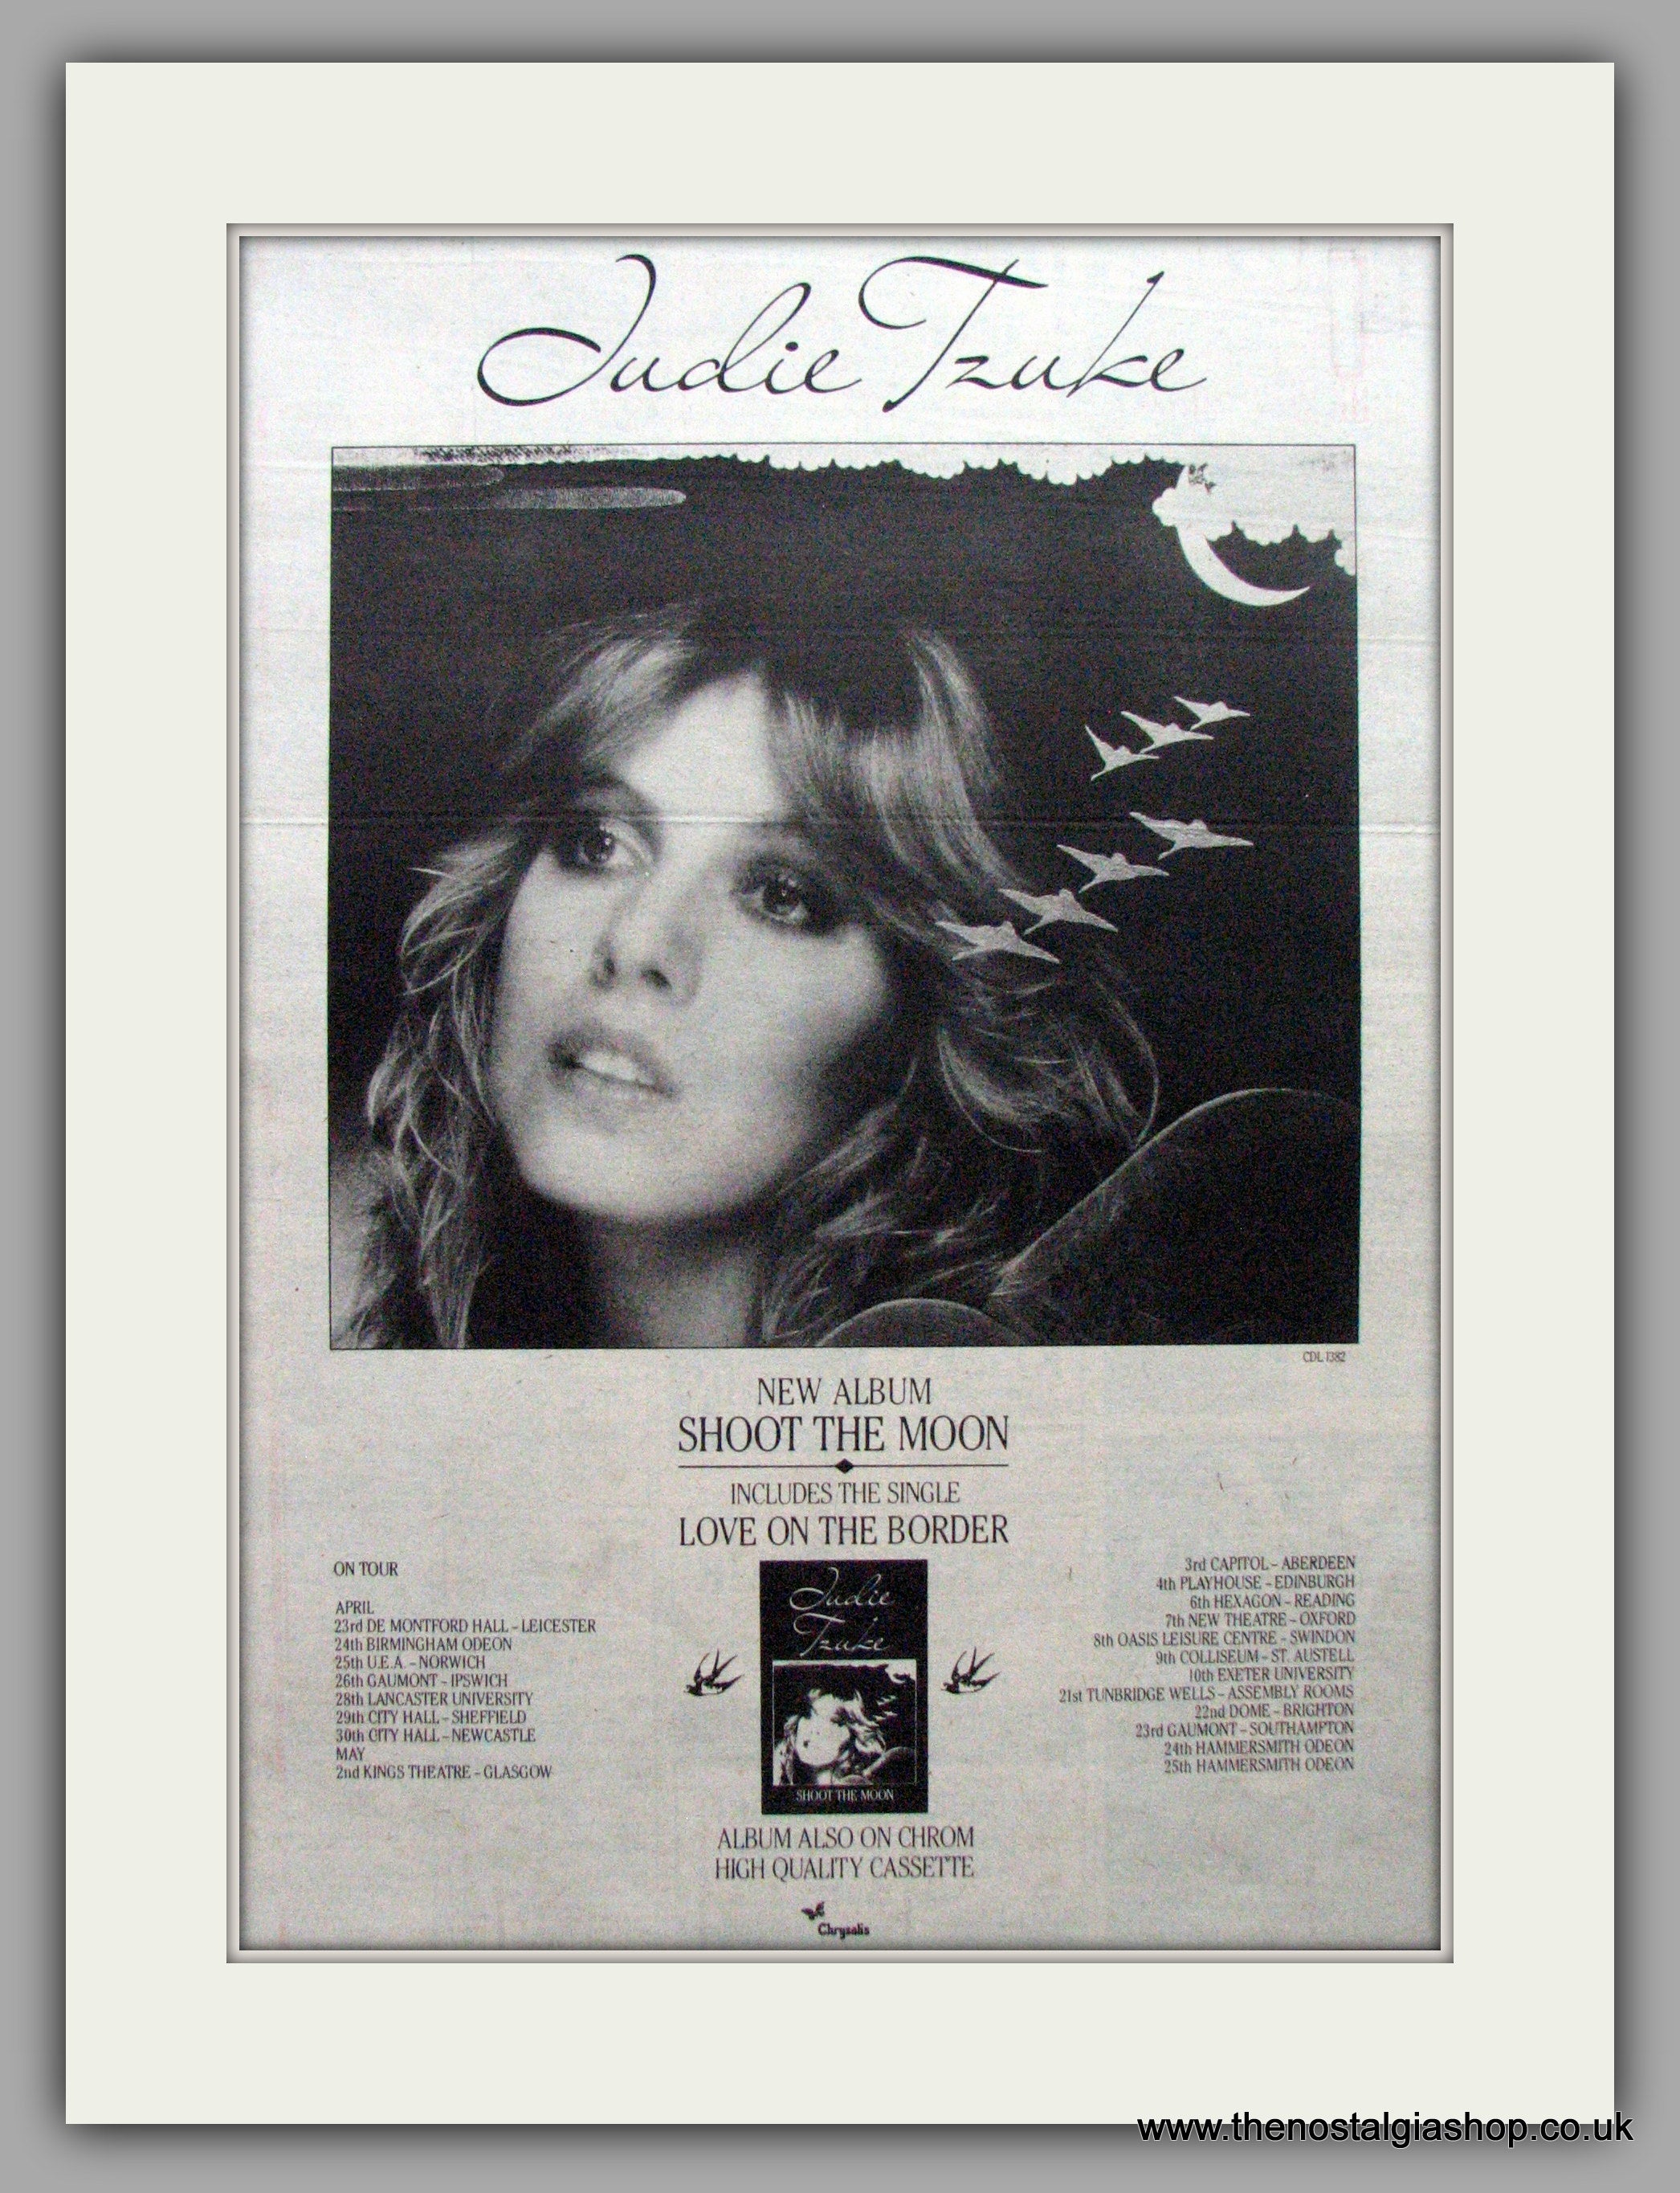 Judie Tzuke
CDL 1382
NEW ALBUM
SHOOT THE MOON
INCLUDES THE SINGLE
LOVE ON THE BORDER
ON TOUR
APRIL
23rd DE MONTFORD HALL - LEICESTER
24th BIRMINGHAM ODEON
25th U.E.A. - NORWICH
26th GAUMONT - IPSWICH
28th LANCASTER UNIVERSITY
29th CITY HALL - SHEFFIELD
30th CITY HALL - NEWCASTLE
MAY
2nd KINGS THEATRE - GLASGOW
Judie
Tzuke
SHOOT THE MOON
3rd CAPITOL - ABERDEEN
4th PLAYHOUSE - EDINBURGH
6th HEXAGON - READING
7th NEW THEATRE - OXFORD
8th OASIS LEISURE CENTRE - SWINDON
9th COLLISEUM - ST. AUSTELL
10th EXETER UNIVERSITY
21st TUNBRIDGE WELLS - ASSEMBLY ROOMS
22nd DOME - BRIGHTON
23rd GAUMONT - SOUTHAMPTON
24th HAMMERSMITH ODEON
25th HAMMERSMITH ODEON
ALBUM ALSO ON CHROM
HIGH QUALITY CASSETTE
Chrysalis
www.thenostalgiashop.co.uk